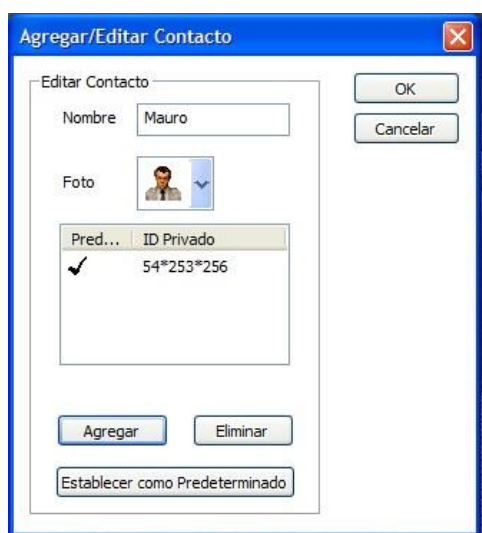 Agregar/Editar Contacto
Editar Contacto
OK
Nombre Mauro
Cancelar
Foto
Pred... ID Privado
54*253*256
Agregar Eliminar
Establecer como Predeterminado